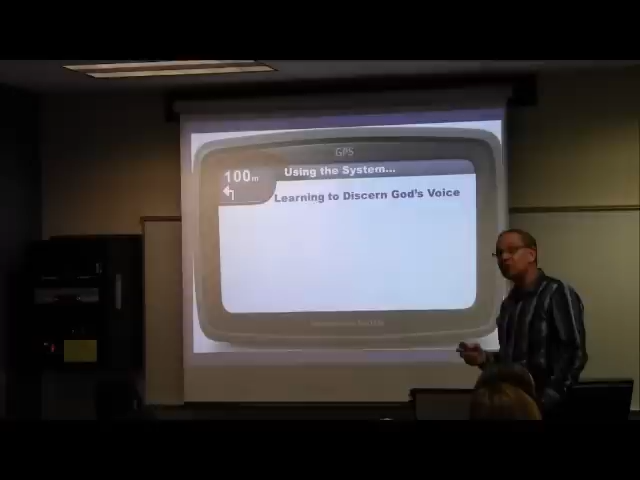 GPS
100m
Using the System...
Learning to Discern God's Voice